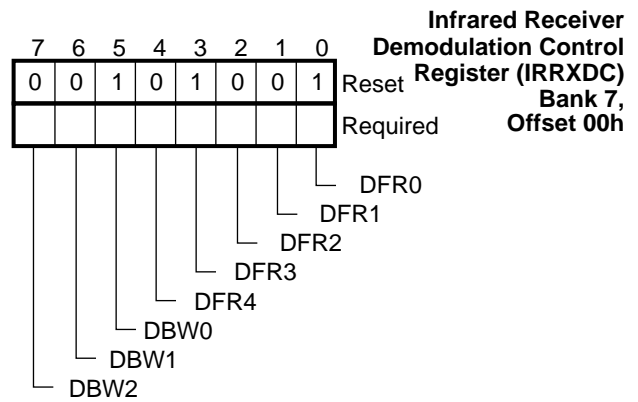 Infrared Receiver
Demodulation Control
Register (IRRXDC)
Bank 7,
Offset 00h
7 6 5 4 3 2 1 0
0 0 1 0 1 0 0 1 Reset
Required
DFR0
DFR1
DFR2
DFR3
DFR4
DBW0
DBW1
DBW2